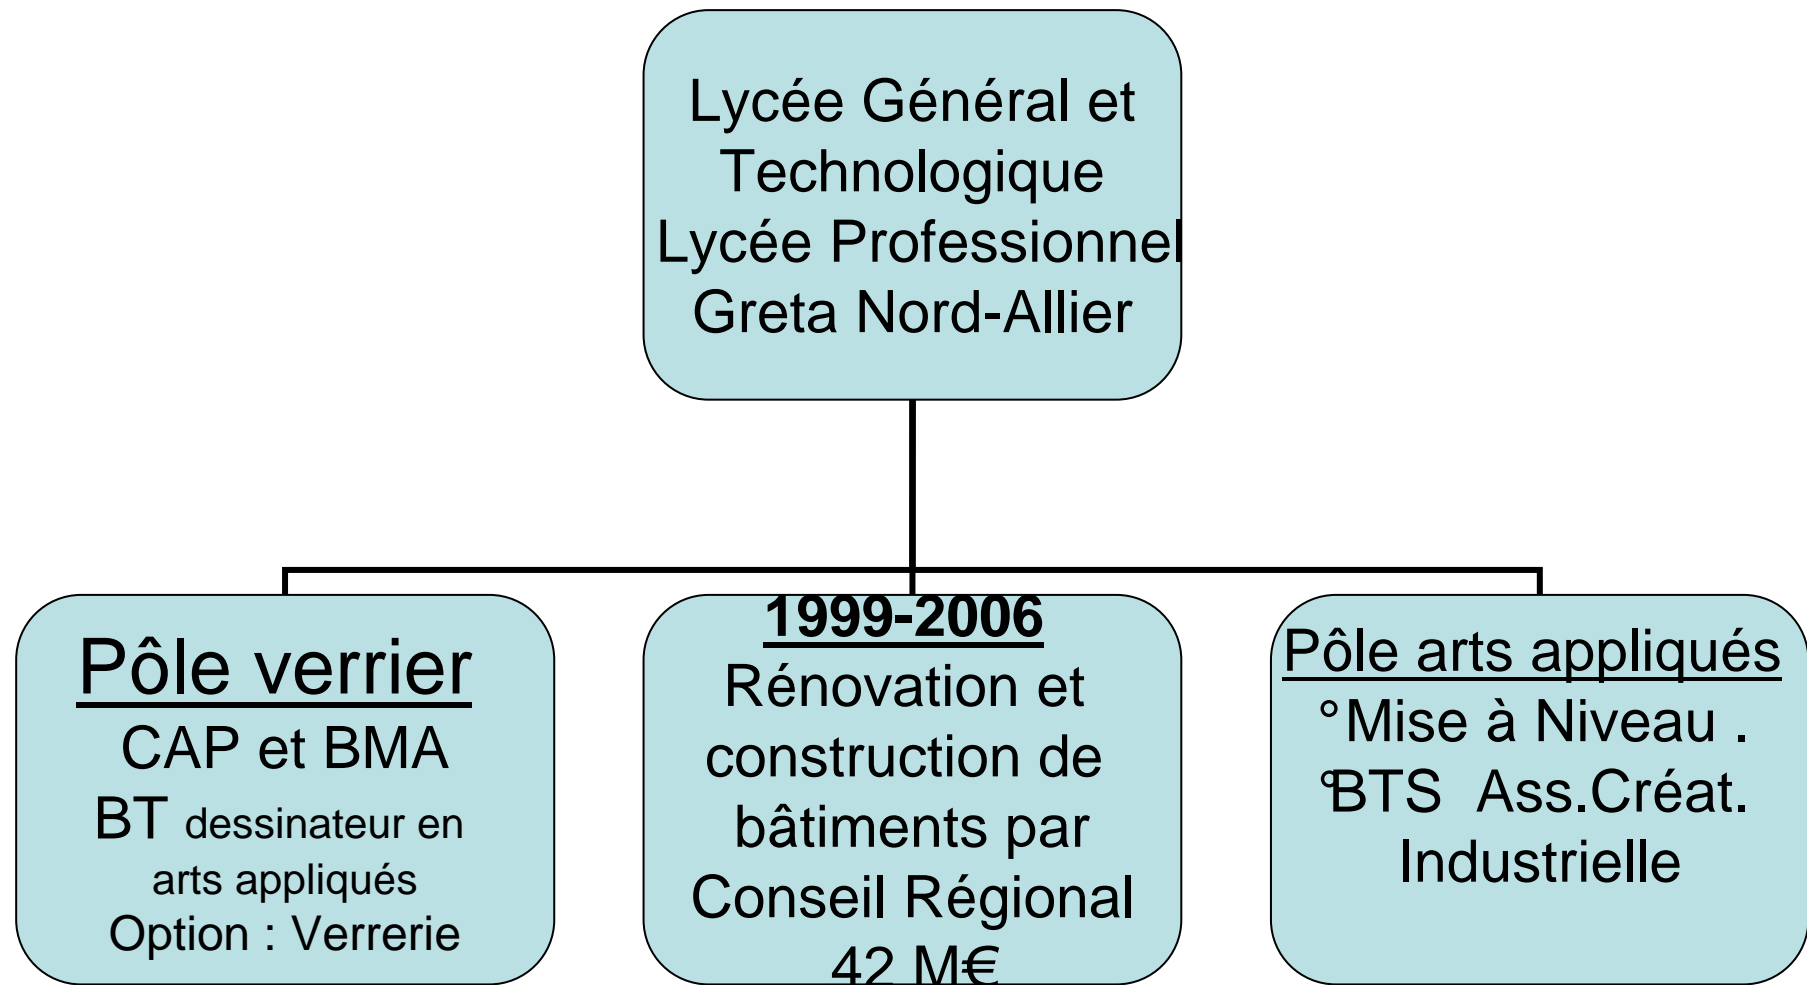 Lycée Général et
Technologique
Lycée Professionnel
Greta Nord-Allier
Pôle verrier
CAP et BMA
BT dessinateur en
arts appliqués
Option : Verrerie
1999-2006
Rénovation et
construction de
bâtiments par
Conseil Régional
42 M€
Pôle arts appliqués
°Mise à Niveau .
°BTS Ass.Créat.
Industrielle